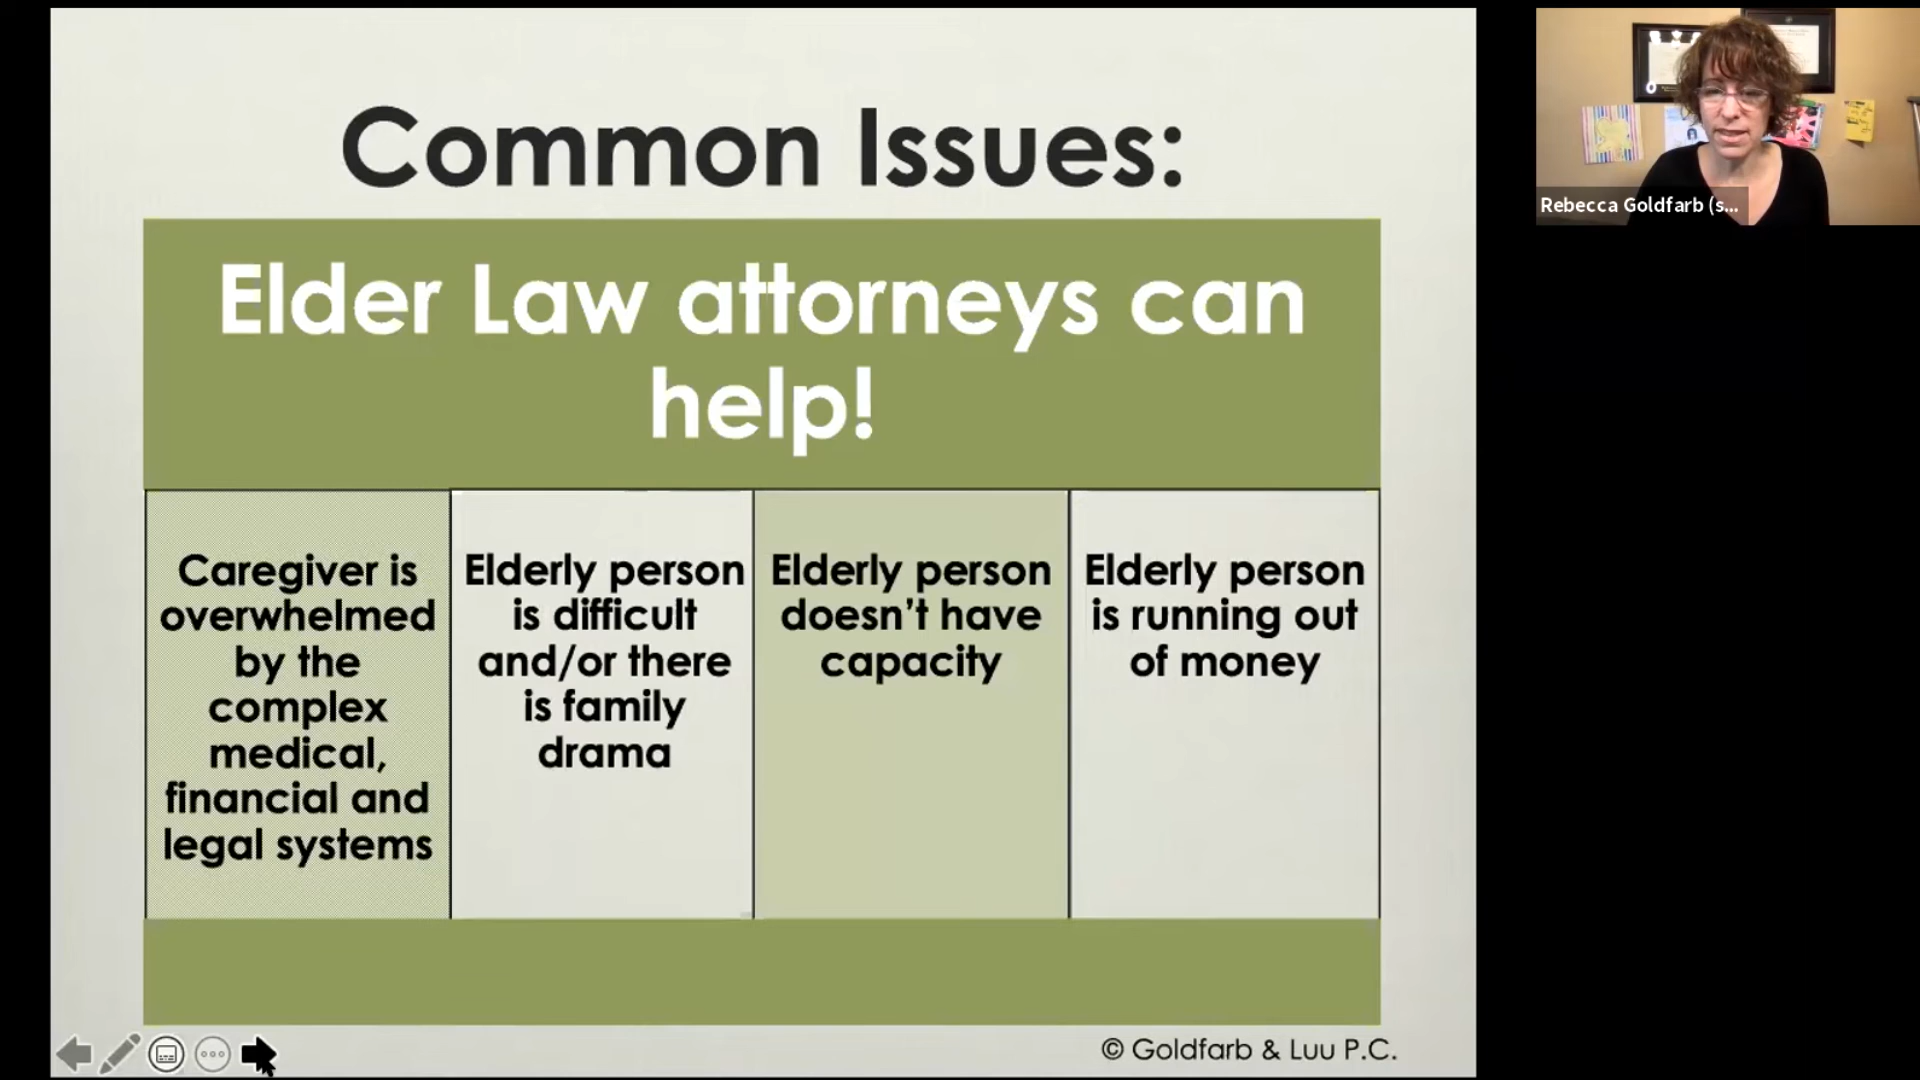 Common Issues:
Elder Law attorneys can
help!
Caregiver is
overwhelmed
by the
complex
medical,
financial and
legal systems
Elderly person
is difficult
and/or there
is family
drama
Elderly person
doesn’t have
capacity
Elderly person
is running out
of money
© Goldfarb & Luu P.C.
Rebecca Goldfarb (s...